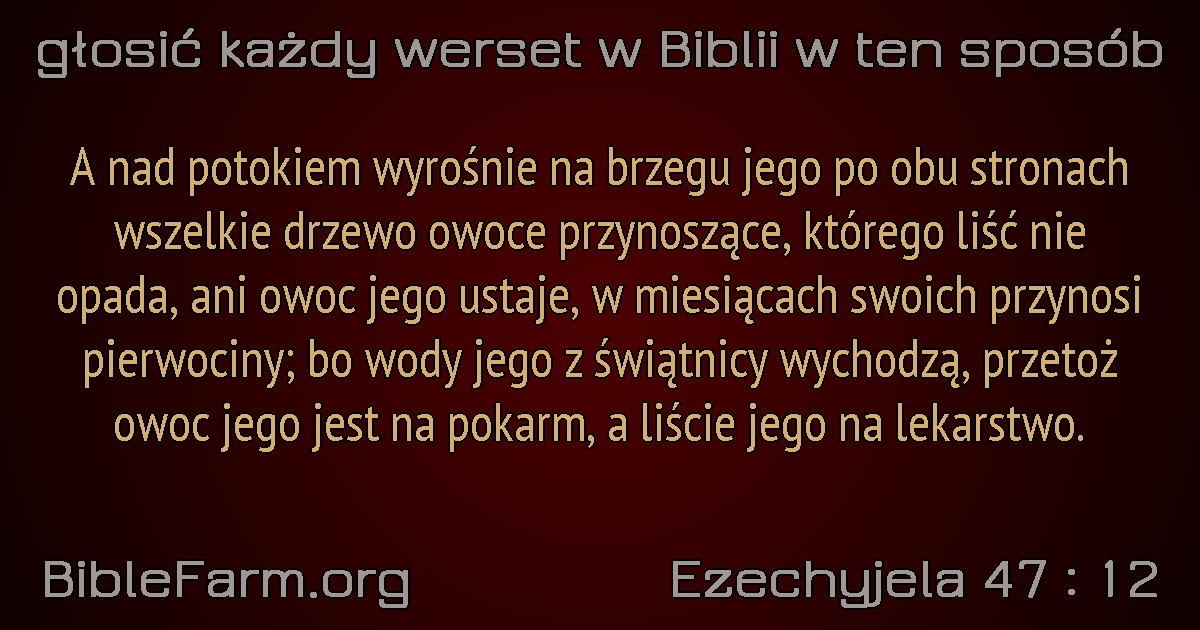 głosić każdy werset w Biblii w ten sposób
A nad potokiem wyrośnie na brzegu jego po obu stronach
wszelkie drzewo owoce przynoszące, którego liść nie
opada, ani owoc jego ustaje, w miesiącach swoich przynosi
pierwociny; bo wody jego z świątnicy wychodzą, przetoż
owoc jego jest na pokarm, a liście jego na lekarstwo.
BibleFarm.org
Ezechyjela 47 : 12